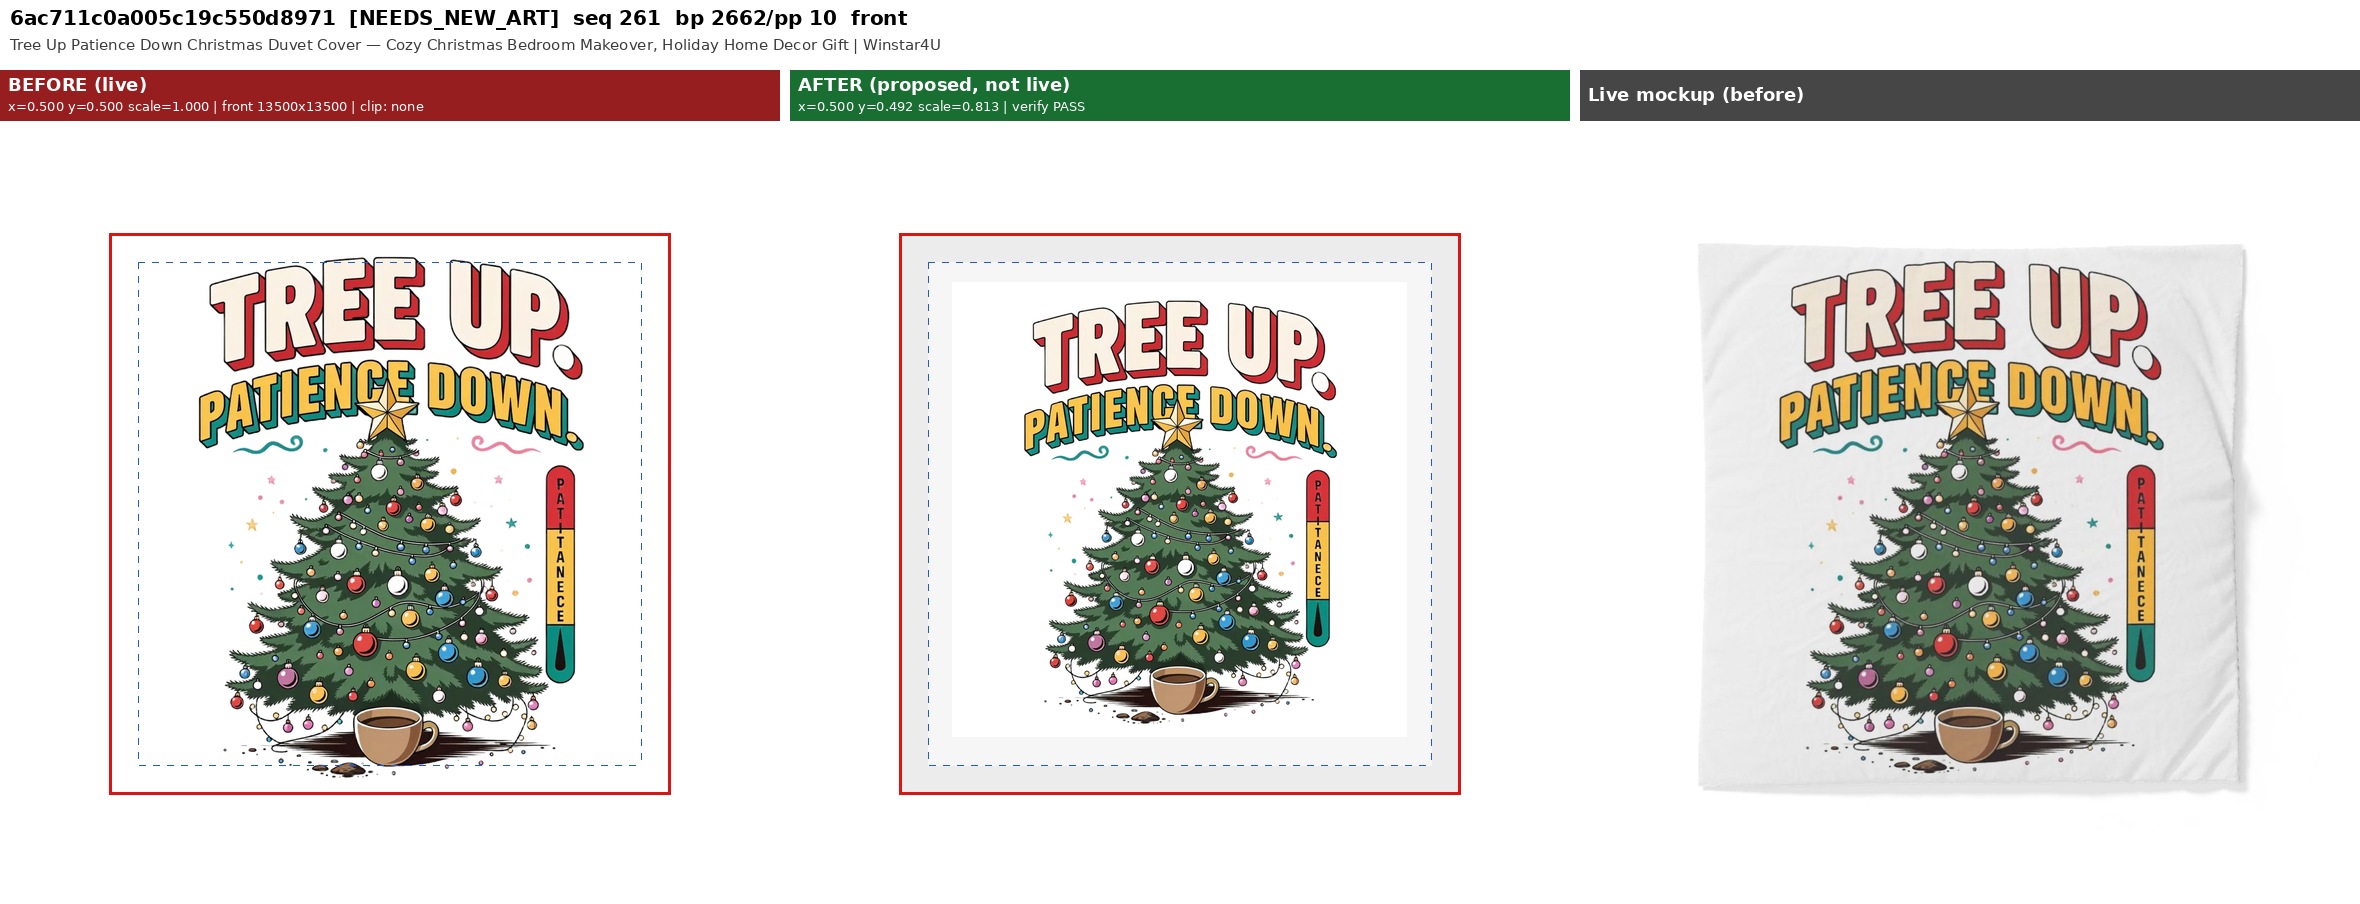 6ac711c0a005c19c550d8971 [NEEDS_NEW_ART] seq 261 bp 2662/pp 10 front
Tree Up Patience Down Christmas Duvet Cover — Cozy Christmas Bedroom Makeover, Holiday Home Decor Gift | Winstar4U
BEFORE (live)
x=0.500 y=0.500 scale=1.000 | front 13500x13500 | clip: none
AFTER (proposed, not live)
x=0.500 y=0.492 scale=0.813 | verify PASS
Live mockup (before)
TREE UP.
PATIENCE DOWN.
PATITANECE
TREE UP.
PATIENCE DOWN.
PATITANECE
TREE UP.
PATIENCE DOWN.
PATITANECE